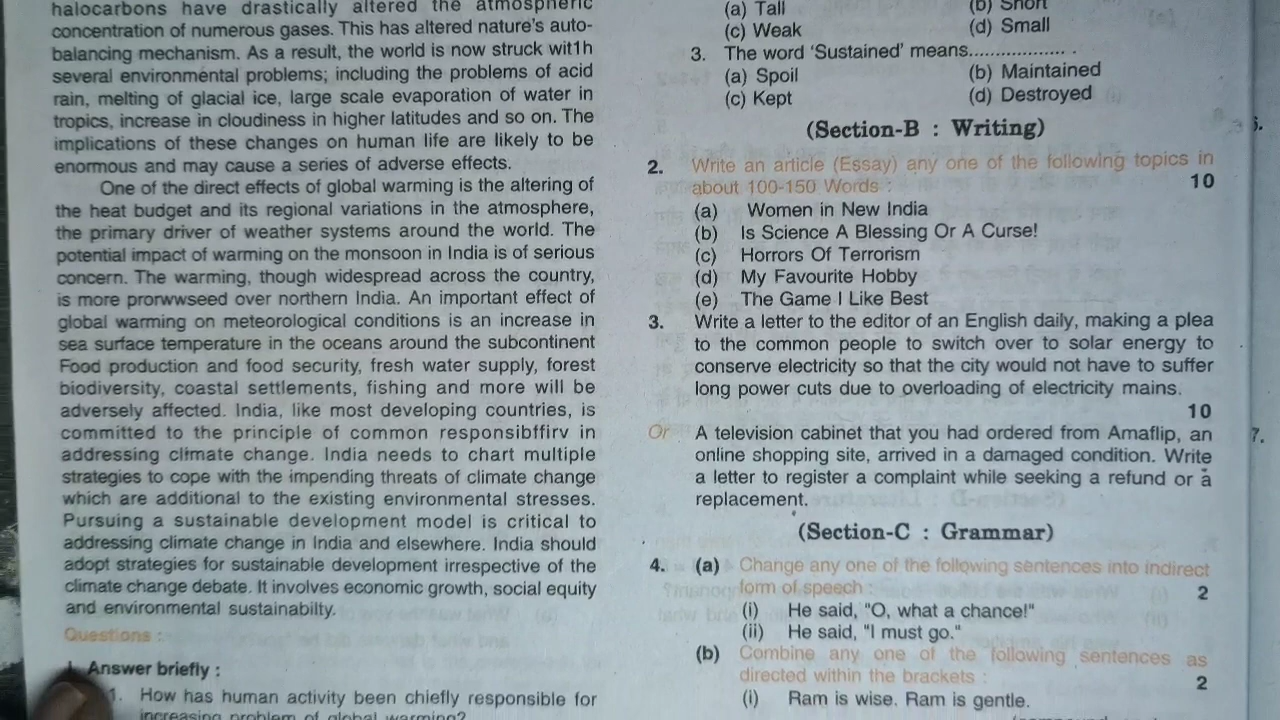 halocarbons have drastically altered the atmospheric
concentration of numerous gases. This has altered nature's auto-
balancing mechanism. As a result, the world is now struck wit1h
several environmental problems; including the problems of acid
rain, melting of glacial ice, large scale evaporation of water in
tropics, increase in cloudiness in higher latitudes and so on. The
implications of these changes on human life are likely to be
enormous and may cause a series of adverse effects.
One of the direct effects of global warming is the altering of
the heat budget and its regional variations in the atmosphere,
the primary driver of weather systems around the world. The
potential impact of warming on the monsoon in India is of serious
concern. The warming, though widespread across the country,
is more prorwwseed over northern India. An important effect of
global warming on meteorological conditions is an increase in
sea surface temperature in the oceans around the subcontinent
Food production and food security, fresh water supply, forest
biodiversity, coastal settlements, fishing and more will be
adversely affected. India, like most developing countries, is
committed to the principle of common responsibffirv in
addressing climate change. India needs to chart multiple
strategies to cope with the impending threats of climate change
which are additional to the existing environmental stresses.
Pursuing a sustainable development model is critical to
addressing climate change in India and elsewhere. India should
adopt strategies for sustainable development irrespective of the
climate change debate. It involves economic growth, social equity
and environmental sustainabilty.
Questions :
I. Answer briefly :
1. How has human activity been chiefly responsible for
increasing problem of global warming?
(a) Tall (b) Short
(c) Weak (d) Small
3. The word 'Sustained' means.................. .
(a) Spoil (b) Maintained
(c) Kept (d) Destroyed
(Section-B : Writing)
2. Write an article (Essay) any one of the following topics in
about 100-150 Words : 10
(a) Women in New India
(b) Is Science A Blessing Or A Curse!
(c) Horrors Of Terrorism
(d) My Favourite Hobby
(e) The Game I Like Best
3. Write a letter to the editor of an English daily, making a plea
to the common people to switch over to solar energy to
conserve electricity so that the city would not have to suffer
long power cuts due to overloading of electricity mains.
10
Or A television cabinet that you had ordered from Amaflip, an
online shopping site, arrived in a damaged condition. Write
a letter to register a complaint while seeking a refund or a
replacement.
(Section-C : Grammar)
4. (a) Change any one of the following sentences into indirect
form of speech : 2
(i) He said, "O, what a chance!"
(ii) He said, "I must go."
(b) Combine any one of the following sentences as
directed within the brackets : 2
(i) Ram is wise. Ram is gentle.
7.